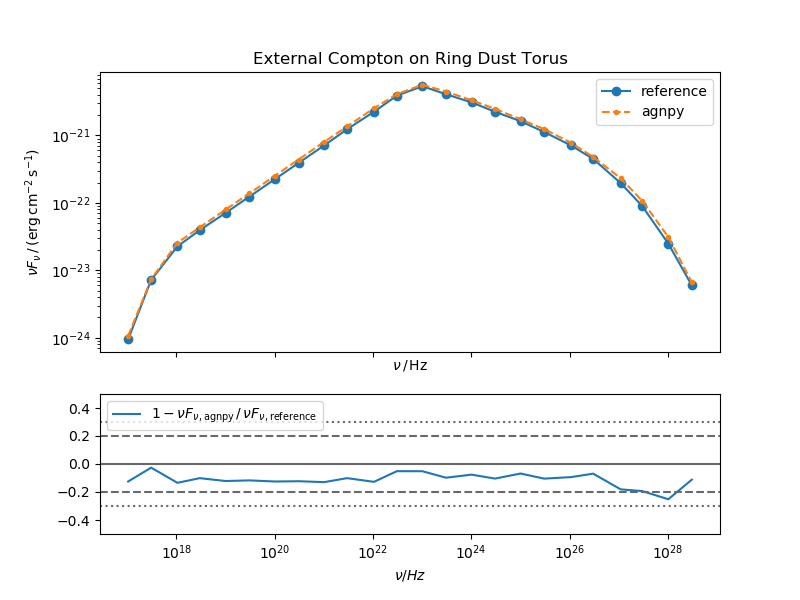 External Compton on Ring Dust Torus
reference
agnpy
10⁻²¹
10⁻²²
10⁻²³
10⁻²⁴
νFν / (erg cm⁻² s⁻¹)
ν / Hz
1 − νFν, agnpy / νFν, reference
0.4
0.2
0.0
−0.2
−0.4
10¹⁸ 10²⁰ 10²² 10²⁴ 10²⁶ 10²⁸
ν/Hz